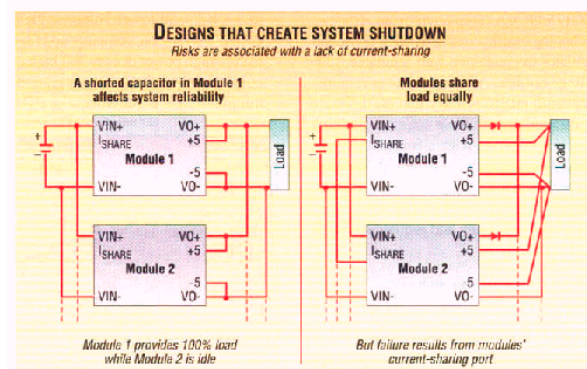 DESIGNS THAT CREATE SYSTEM SHUTDOWN
Risks are associated with a lack of current-sharing
A shorted capacitor in Module 1
affects system reliability
+
–
VIN+ VO+
ISHARE +5
Module 1
-5
VIN- VO-
Load
VIN+ VO+
ISHARE +5
Module 2
-5
VIN- VO-
Module 1 provides 100% load
while Module 2 is idle
Modules share
load equally
+
–
VIN+ VO+
ISHARE +5
Module 1
-5
VIN- VO-
Load
VIN+ VO+
ISHARE +5
Module 2
-5
VIN- VO-
But failure results from modules'
current-sharing port